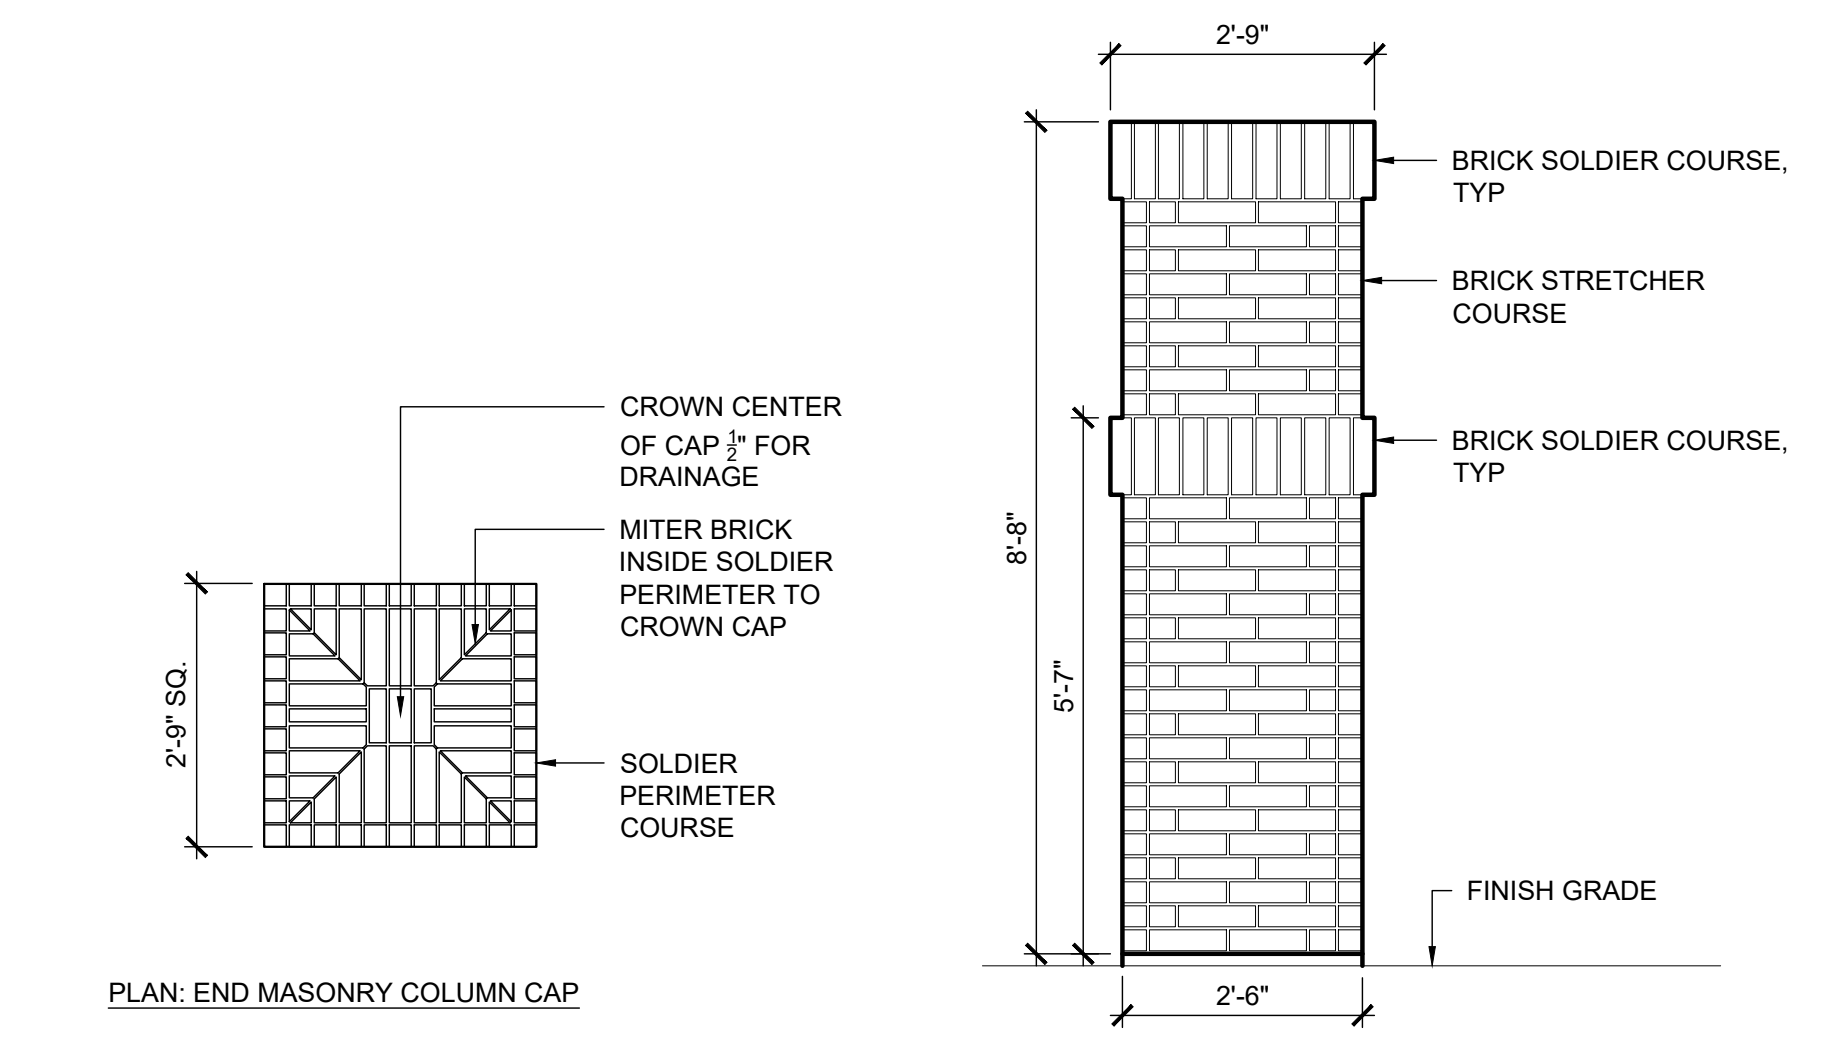 CROWN CENTER
OF CAP 1/2" FOR
DRAINAGE
MITER BRICK
INSIDE SOLDIER
PERIMETER TO
CROWN CAP
2'-9" SQ.
SOLDIER
PERIMETER
COURSE
PLAN: END MASONRY COLUMN CAP
2'-9"
BRICK SOLDIER COURSE,
TYP
BRICK STRETCHER
COURSE
BRICK SOLDIER COURSE,
TYP
8'-8"
5'-7"
FINISH GRADE
2'-6"